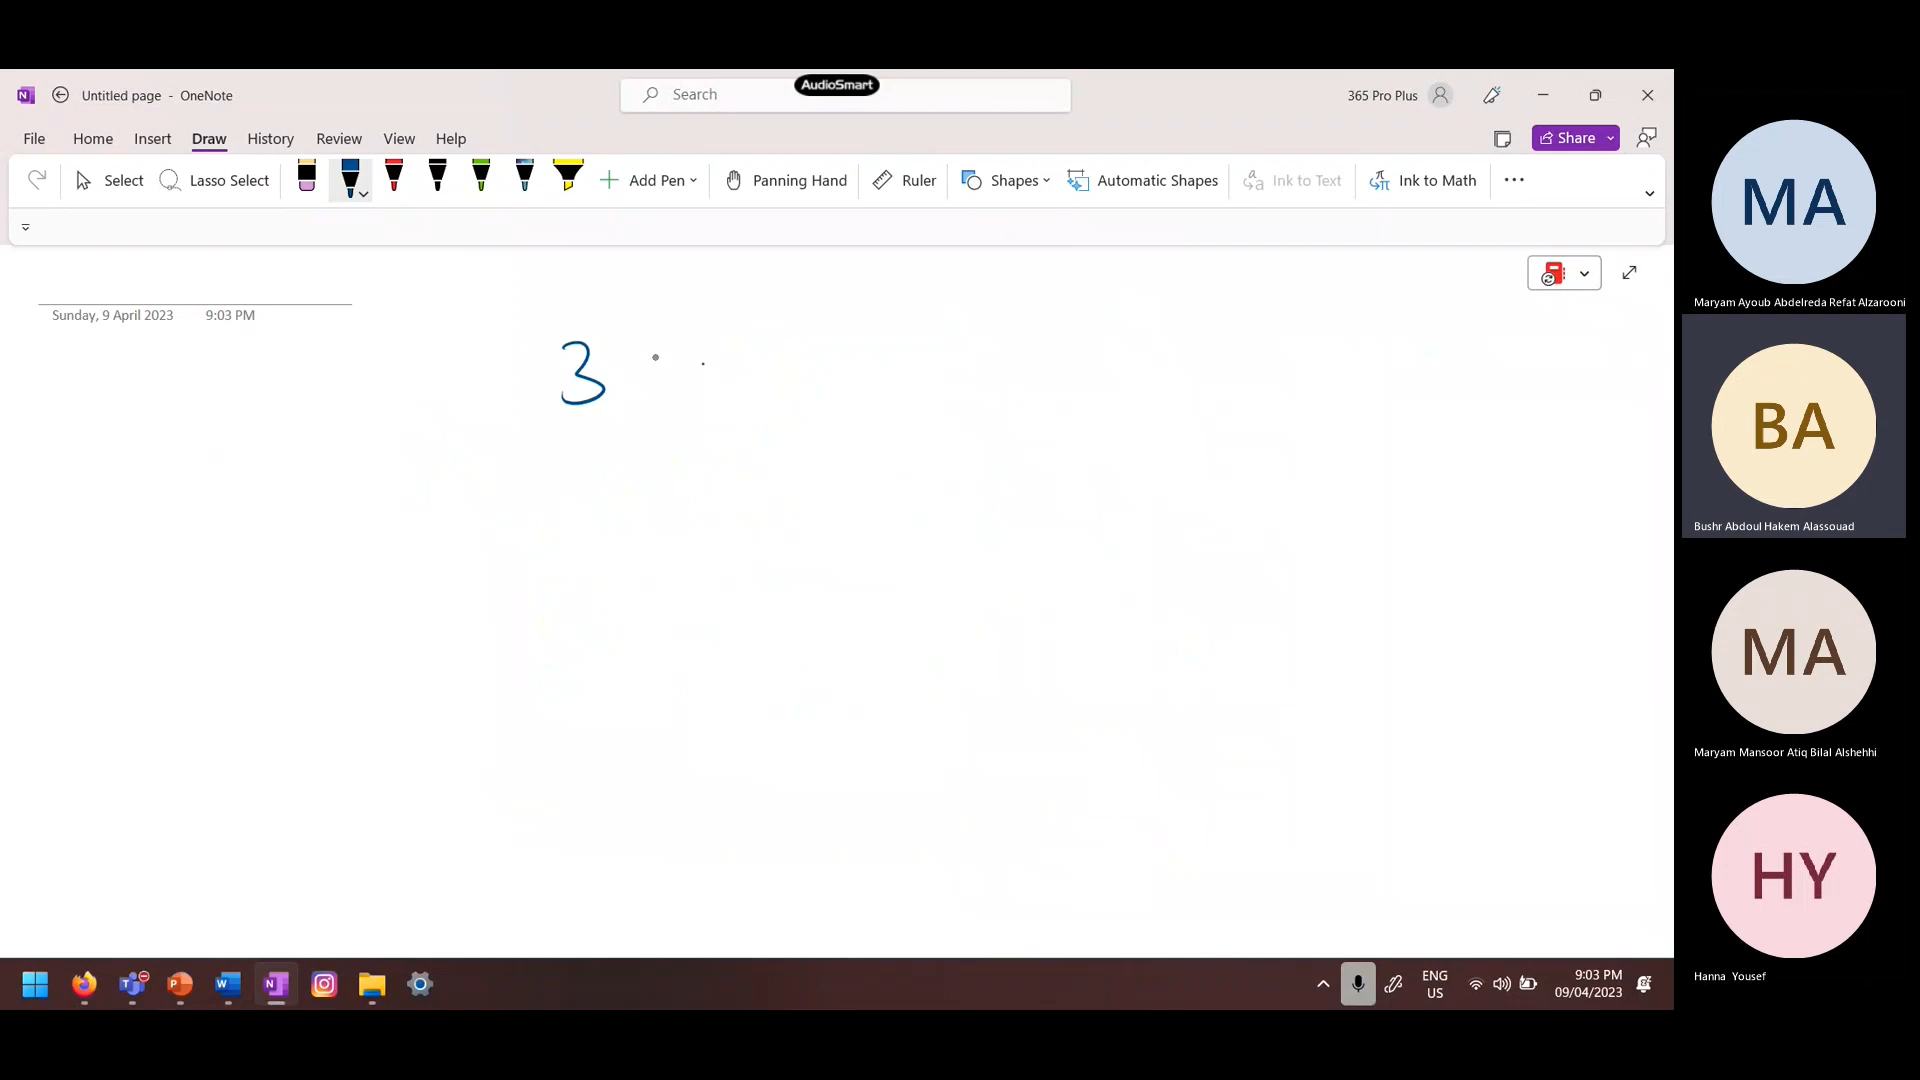 Untitled page - OneNote
Search
AudioSmart
365 Pro Plus
File Home Insert Draw History Review View Help
Share
Select Lasso Select Add Pen Panning Hand Ruler Shapes Automatic Shapes Ink to Text Ink to Math
Sunday, 9 April 2023 9:03 PM
3
MA
Maryam Ayoub Abdelreda Refat Alzarooni
BA
Bushr Abdoul Hakem Alassouad
MA
Maryam Mansoor Atiq Bilal Alshehhi
HY
Hanna Yousef
ENG
US
9:03 PM
09/04/2023